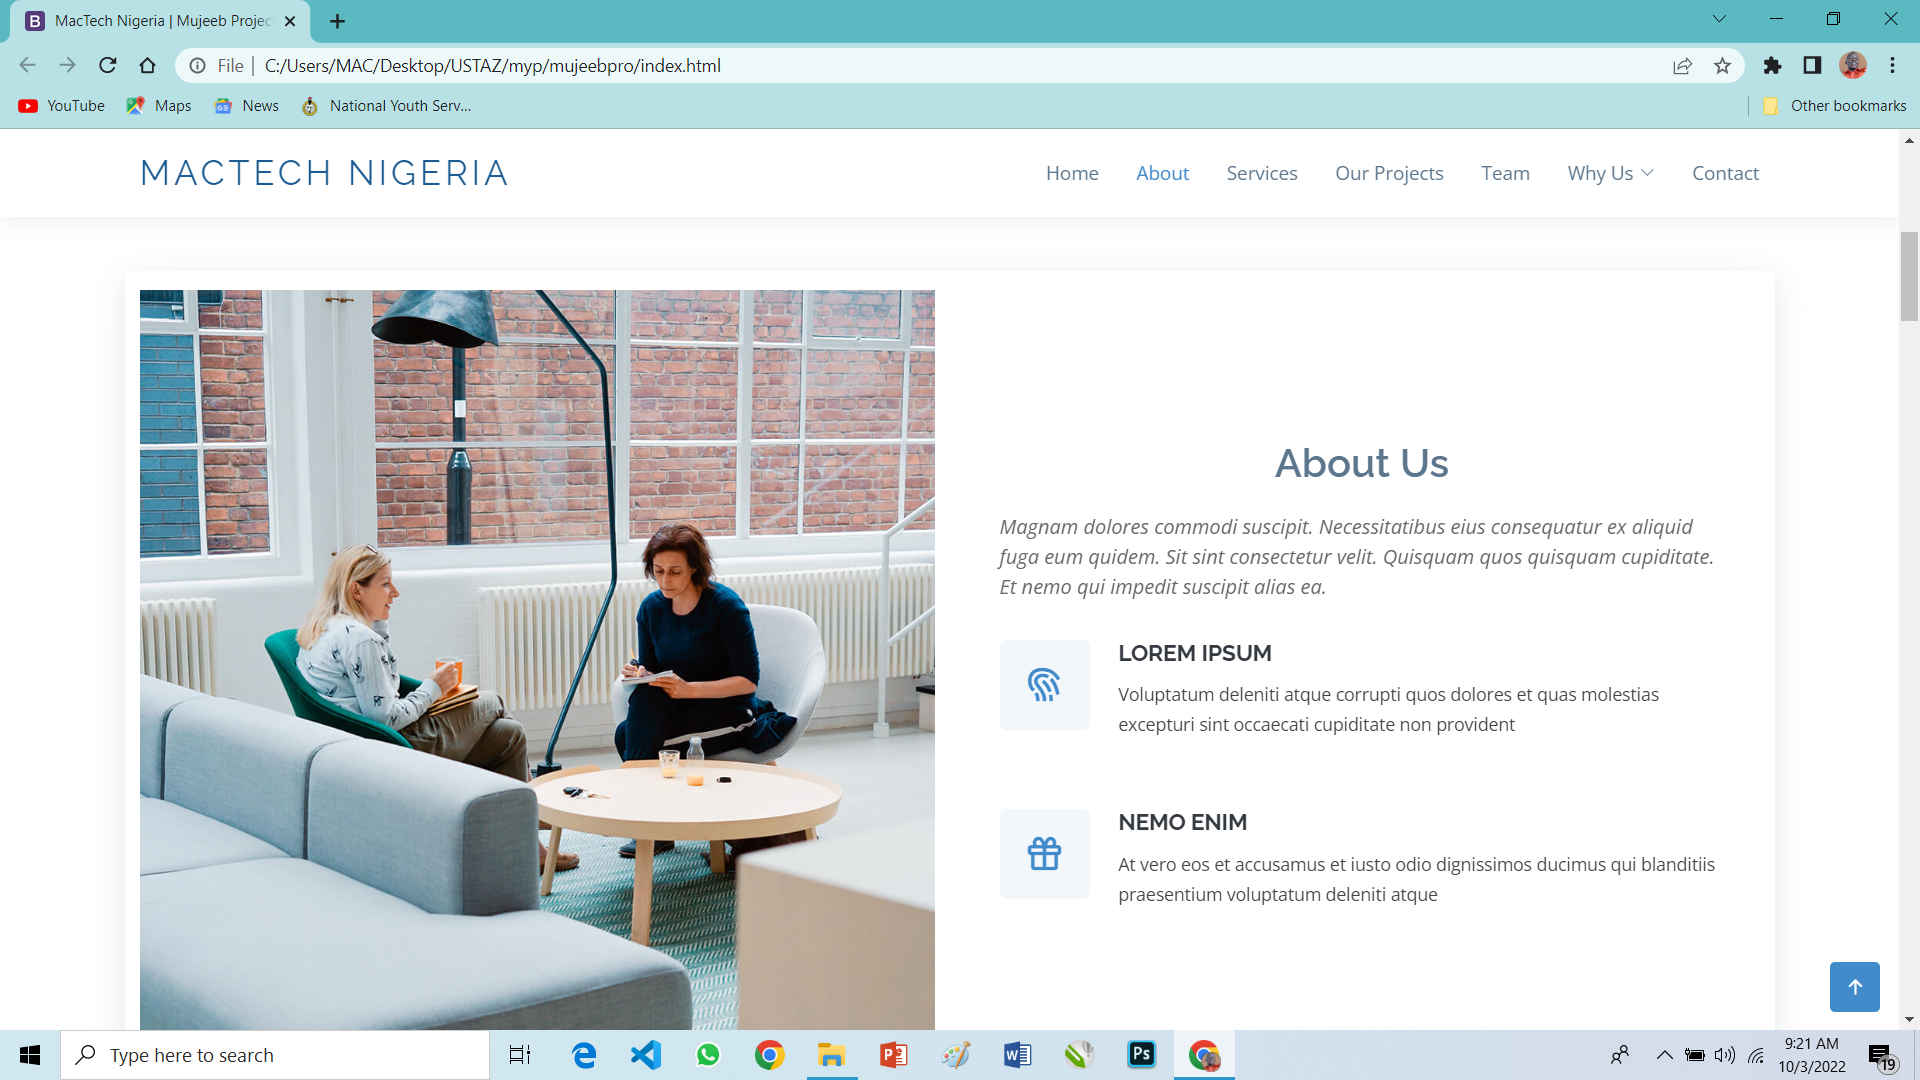 MacTech Nigeria | Mujeeb Projec
File
C:/Users/MAC/Desktop/USTAZ/myp/mujeebpro/index.html
YouTube
Maps
News
National Youth Serv...
Other bookmarks
MACTECH NIGERIA
Home
About
Services
Our Projects
Team
Why Us
Contact
About Us
Magnam dolores commodi suscipit. Necessitatibus eius consequatur ex aliquid
fuga eum quidem. Sit sint consectetur velit. Quisquam quos quisquam cupiditate.
Et nemo qui impedit suscipit alias ea.
LOREM IPSUM
Voluptatum deleniti atque corrupti quos dolores et quas molestias
excepturi sint occaecati cupiditate non provident
NEMO ENIM
At vero eos et accusamus et iusto odio dignissimos ducimus qui blanditiis
praesentium voluptatum deleniti atque
Type here to search
9:21 AM
10/3/2022
19